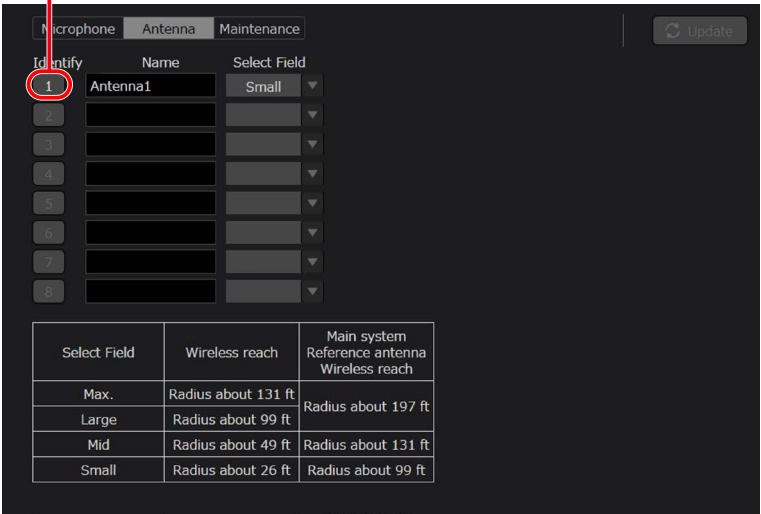 Microphone Antenna Maintenance
Update
Identify Name Select Field
1 Antenna1 Small
2
3
4
5
6
7
8
Select Field Wireless reach Main system Reference antenna Wireless reach
Max. Radius about 131 ft Radius about 197 ft
Large Radius about 99 ft
Mid Radius about 49 ft Radius about 131 ft
Small Radius about 26 ft Radius about 99 ft